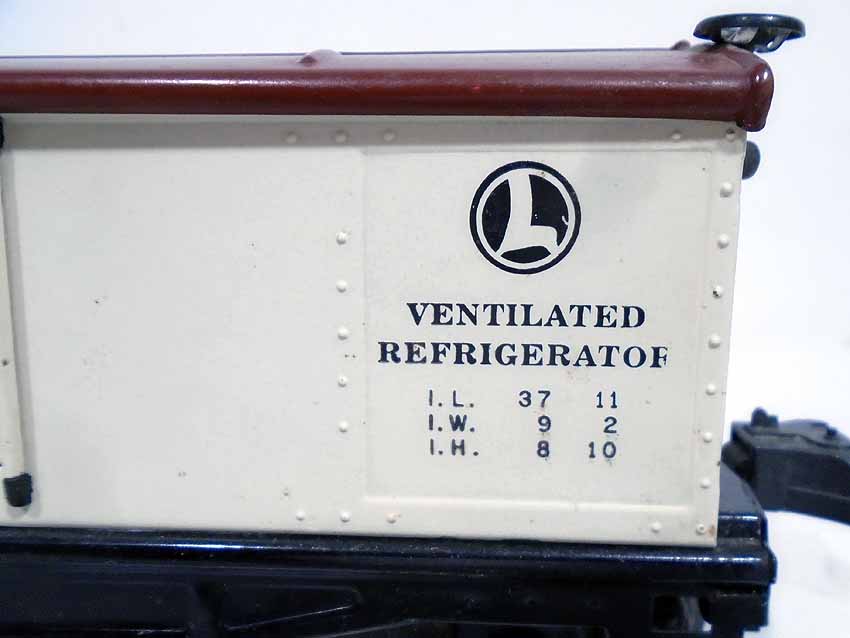 L
VENTILATED
REFRIGERATOR
I.L. 37 11
I.W. 9 2
I.H. 8 10